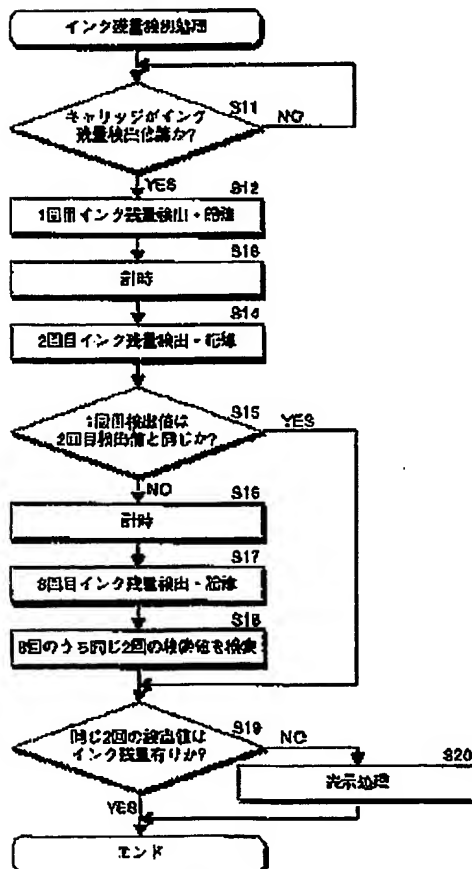 インク残量検出処理
S11
キャリッジがインク
残量検出位置か?
NO
YES
S12
1回目インク残量検出・記憶
S13
計時
S14
2回目インク残量検出・記憶
S15
1回目検出値は
2回目検出値と同じか?
YES
NO
S16
計時
S17
3回目インク残量検出・記憶
S18
3回のうち同じ2回の検索値を検索
S19
同じ2回の検出値は
インク残量有りか?
NO
S20
YES
表示処理
エンド